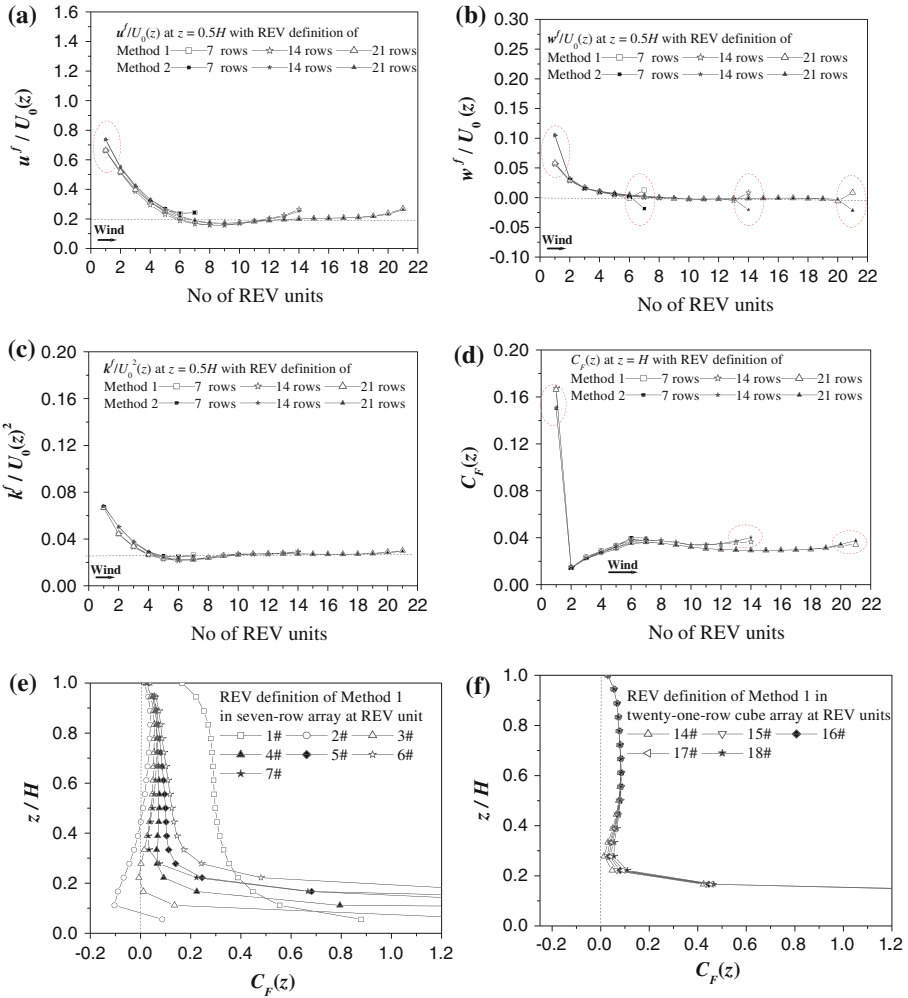 (a)
u^f/U_0(z) at z = 0.5H with REV definition of
Method 1 7 rows 14 rows 21 rows
Method 2 7 rows 14 rows 21 rows
u^f / U_0(z)
1.6
1.4
1.2
1.0
0.8
0.6
0.4
0.2
0.0
Wind
0 2 4 6 8 10 12 14 16 18 20 22
No of REV units
(b)
w^f/U_0(z) at z = 0.5H with REV definition of
Method 1 7 rows 14 rows 21 rows
Method 2 7 rows 14 rows 21 rows
w^f / U_0(z)
0.30
0.25
0.20
0.15
0.10
0.05
0.00
-0.05
-0.10
Wind
0 2 4 6 8 10 12 14 16 18 20 22
No of REV units
(c)
k^f/U_0^2(z) at z = 0.5H with REV definition of
Method 1 7 rows 14 rows 21 rows
Method 2 7 rows 14 rows 21 rows
k^f / U_0(z)^2
0.20
0.16
0.12
0.08
0.04
0.00
Wind
0 2 4 6 8 10 12 14 16 18 20 22
No of REV units
(d)
C_F(z) at z = H with REV definition of
Method 1 7 rows 14 rows 21 rows
Method 2 7 rows 14 rows 21 rows
C_F(z)
0.20
0.16
0.12
0.08
0.04
0.00
Wind
0 2 4 6 8 10 12 14 16 18 20 22
No of REV units
(e)
REV definition of Method 1
in seven-row array at REV unit
1# 2# 3#
4# 5# 6#
7#
z / H
1.0
0.8
0.6
0.4
0.2
0.0
-0.2 0.0 0.2 0.4 0.6 0.8 1.0 1.2
C_F(z)
(f)
REV definition of Method 1 in
twenty-one-row cube array at REV units
14# 15# 16#
17# 18#
z / H
1.0
0.8
0.6
0.4
0.2
0.0
-0.2 0.0 0.2 0.4 0.6 0.8 1.0 1.2
C_F(z)